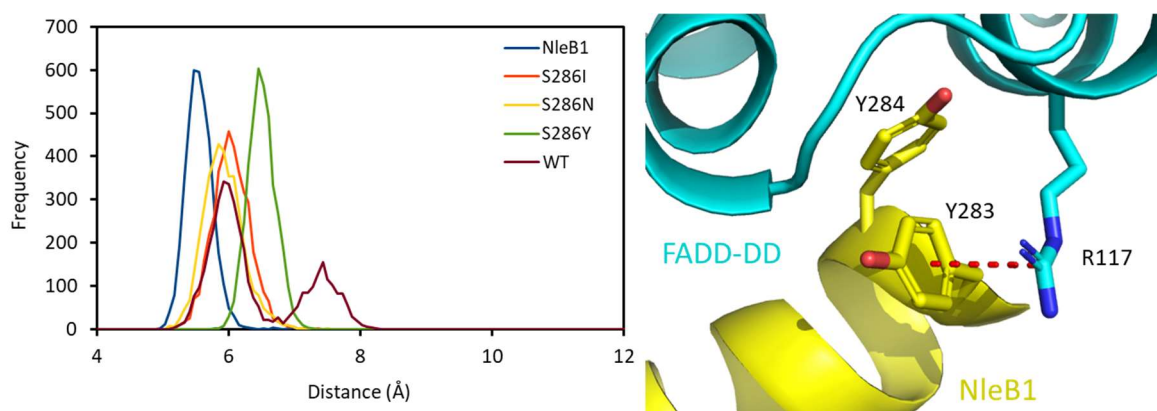 700
600
500
400
300
200
100
0
Frequency
4 6 8 10 12
Distance (Å)
NleB1
S286I
S286N
S286Y
WT
Y284
Y283
R117
FADD-DD
NleB1